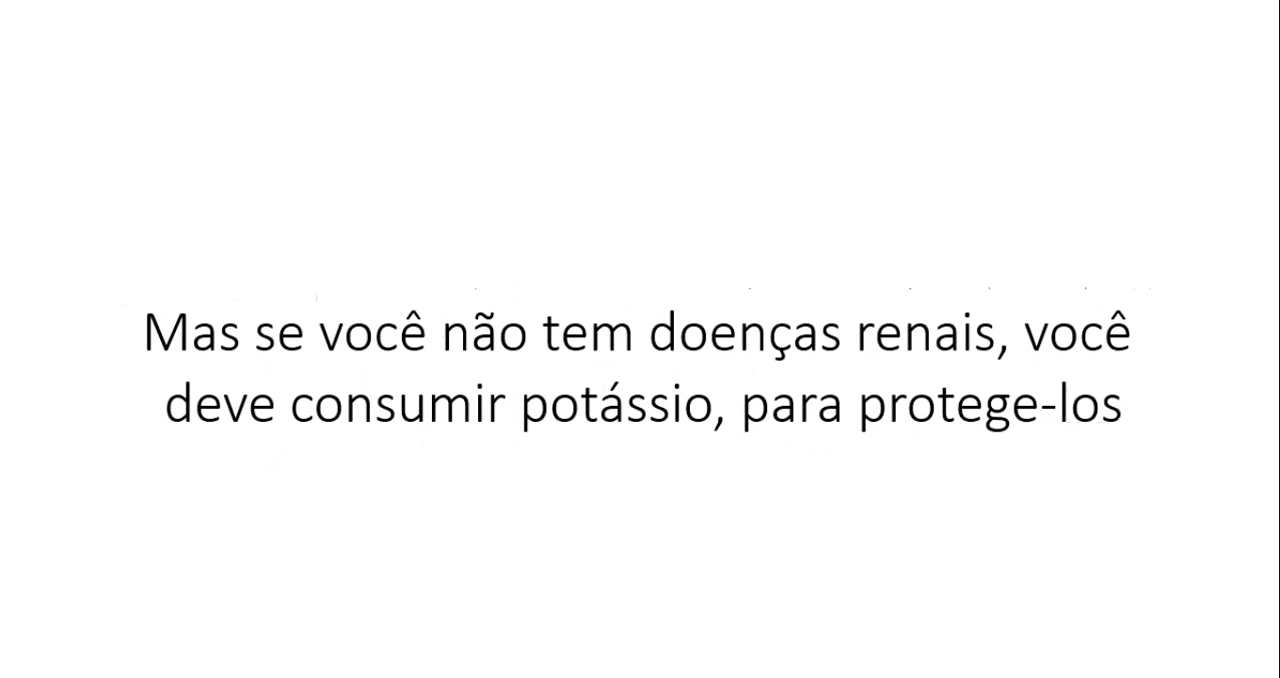 Mas se você não tem doenças renais, você
deve consumir potássio, para protege-los